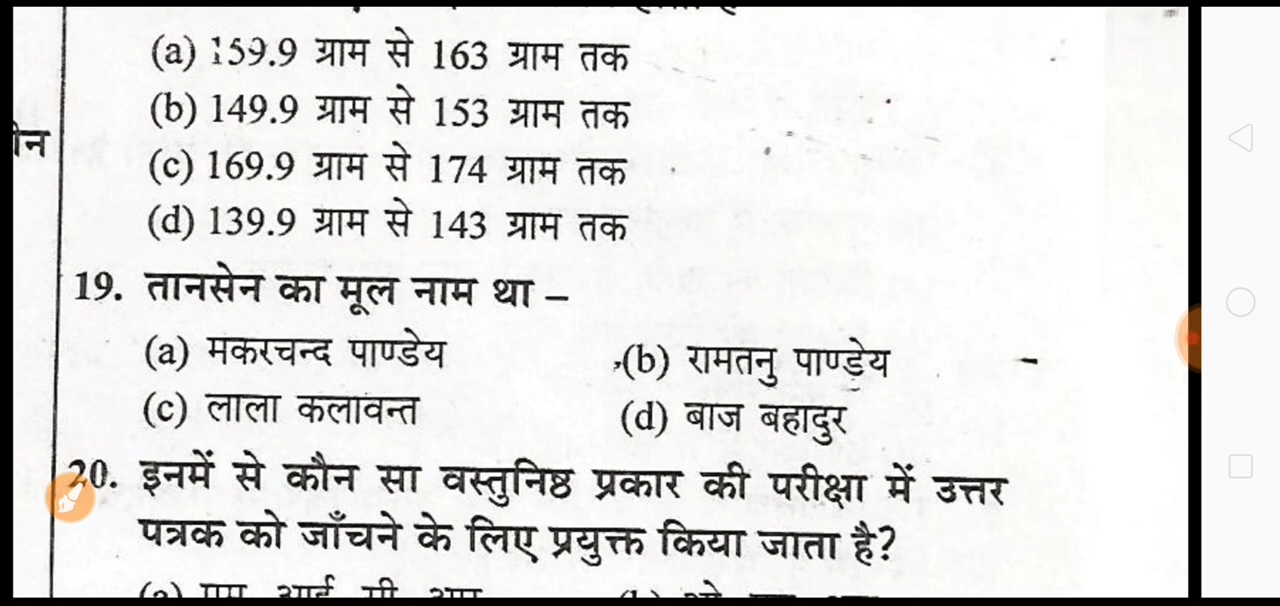 (a) 159.9 ग्राम से 163 ग्राम तक
(b) 149.9 ग्राम से 153 ग्राम तक
(c) 169.9 ग्राम से 174 ग्राम तक
(d) 139.9 ग्राम से 143 ग्राम तक
19. तानसेन का मूल नाम था –
(a) मकरचन्द पाण्डेय (b) रामतनु पाण्डेय
(c) लाला कलावन्त (d) बाज बहादुर
20. इनमें से कौन सा वस्तुनिष्ठ प्रकार की परीक्षा में उत्तर
पत्रक को जाँचने के लिए प्रयुक्त किया जाता है?